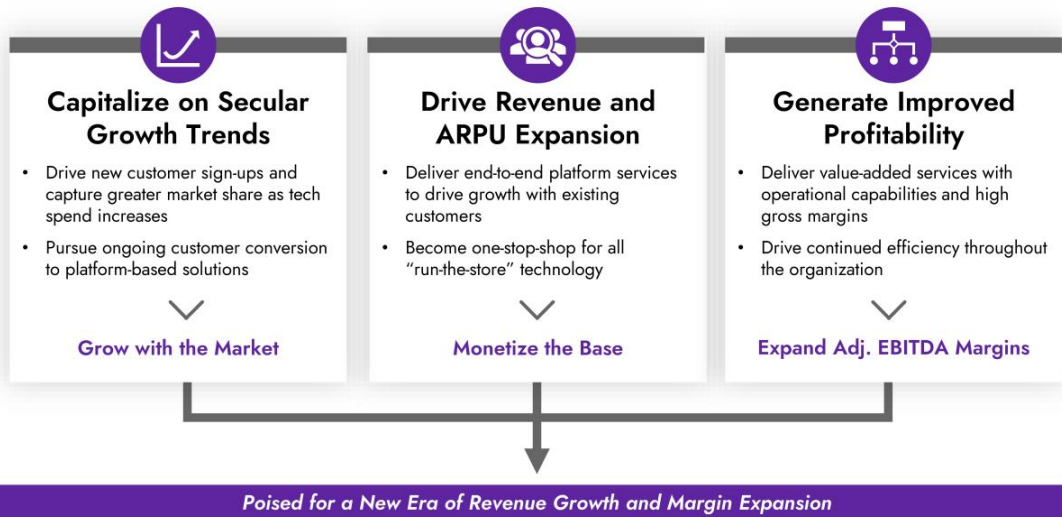 Capitalize on Secular
Growth Trends
• Drive new customer sign-ups and
capture greater market share as tech
spend increases
• Pursue ongoing customer conversion
to platform-based solutions
Grow with the Market
Drive Revenue and
ARPU Expansion
• Deliver end-to-end platform services
to drive growth with existing
customers
• Become one-stop-shop for all
“run-the-store” technology
Monetize the Base
Generate Improved
Profitability
• Deliver value-added services with
operational capabilities and high
gross margins
• Drive continued efficiency throughout
the organization
Expand Adj. EBITDA Margins
Poised for a New Era of Revenue Growth and Margin Expansion